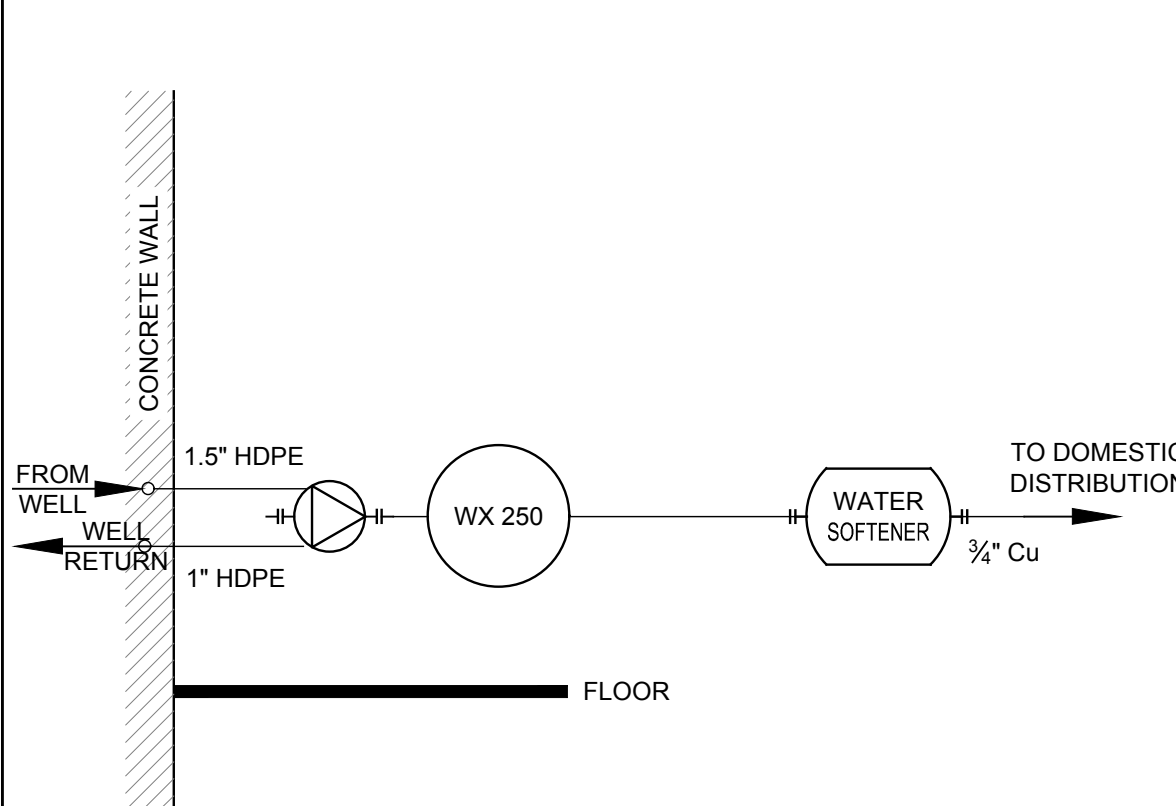 CONCRETE WALL
1.5" HDPE
FROM
WELL
WELL
RETURN
1" HDPE
WX 250
WATER
SOFTENER
TO DOMESTIC
DISTRIBUTION
¾" Cu
FLOOR